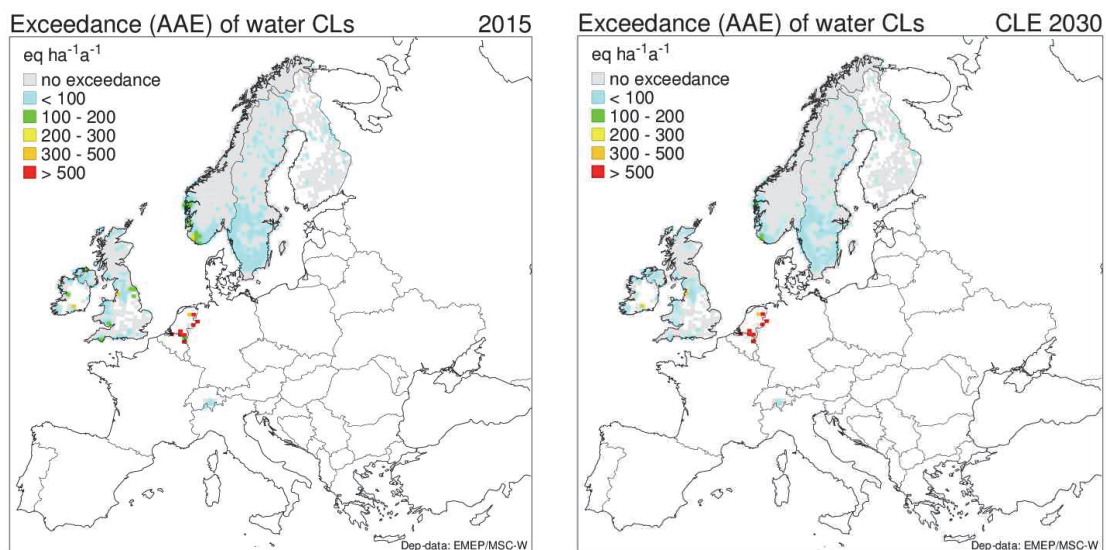 Exceedance (AAE) of water CLs 2015
eq ha⁻¹a⁻¹
no exceedance
< 100
100 - 200
200 - 300
300 - 500
> 500
Dep-data: EMEP/MSC-W
Exceedance (AAE) of water CLs CLE 2030
eq ha⁻¹a⁻¹
no exceedance
< 100
100 - 200
200 - 300
300 - 500
> 500
Dep-data: EMEP/MSC-W